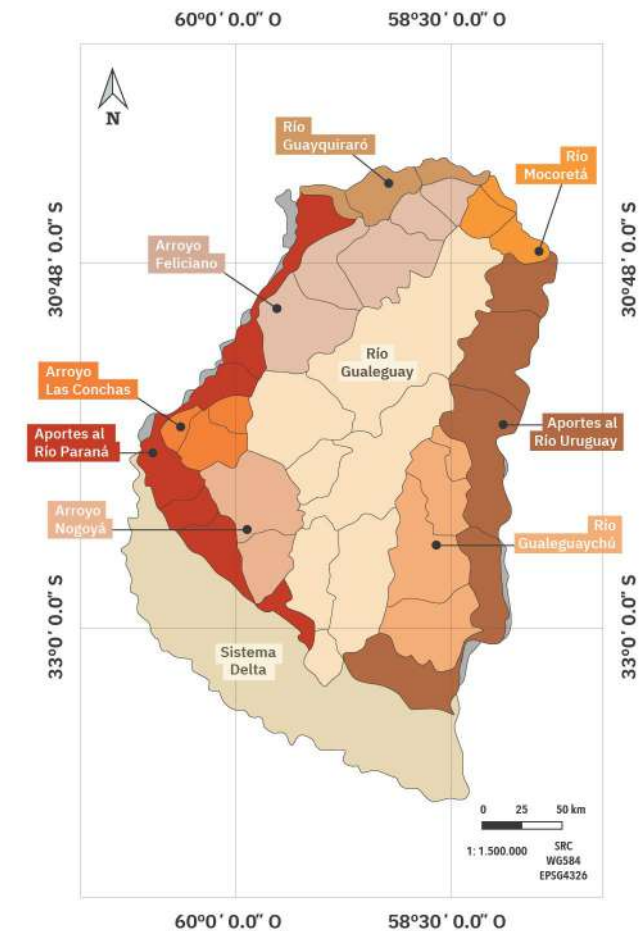 60º0 ' 0.0" O
58º30 ' 0.0" O
N
Río
Guayquiraró
Río
Mocoretá
30º48 ' 0.0" S
30º48 ' 0.0" S
Arroyo
Feliciano
Río
Gualeguay
Arroyo
Las Conchas
Aportes al
Río Paraná
Aportes al
Río Uruguay
Arroyo
Nogoyá
Río
Gualeguaychú
33º0 ' 0.0" S
33º0 ' 0.0" S
Sistema
Delta
0 25 50 km
1: 1.500.000
SRC
WG584
EPSG4326
60º0 ' 0.0" O
58º30 ' 0.0" O